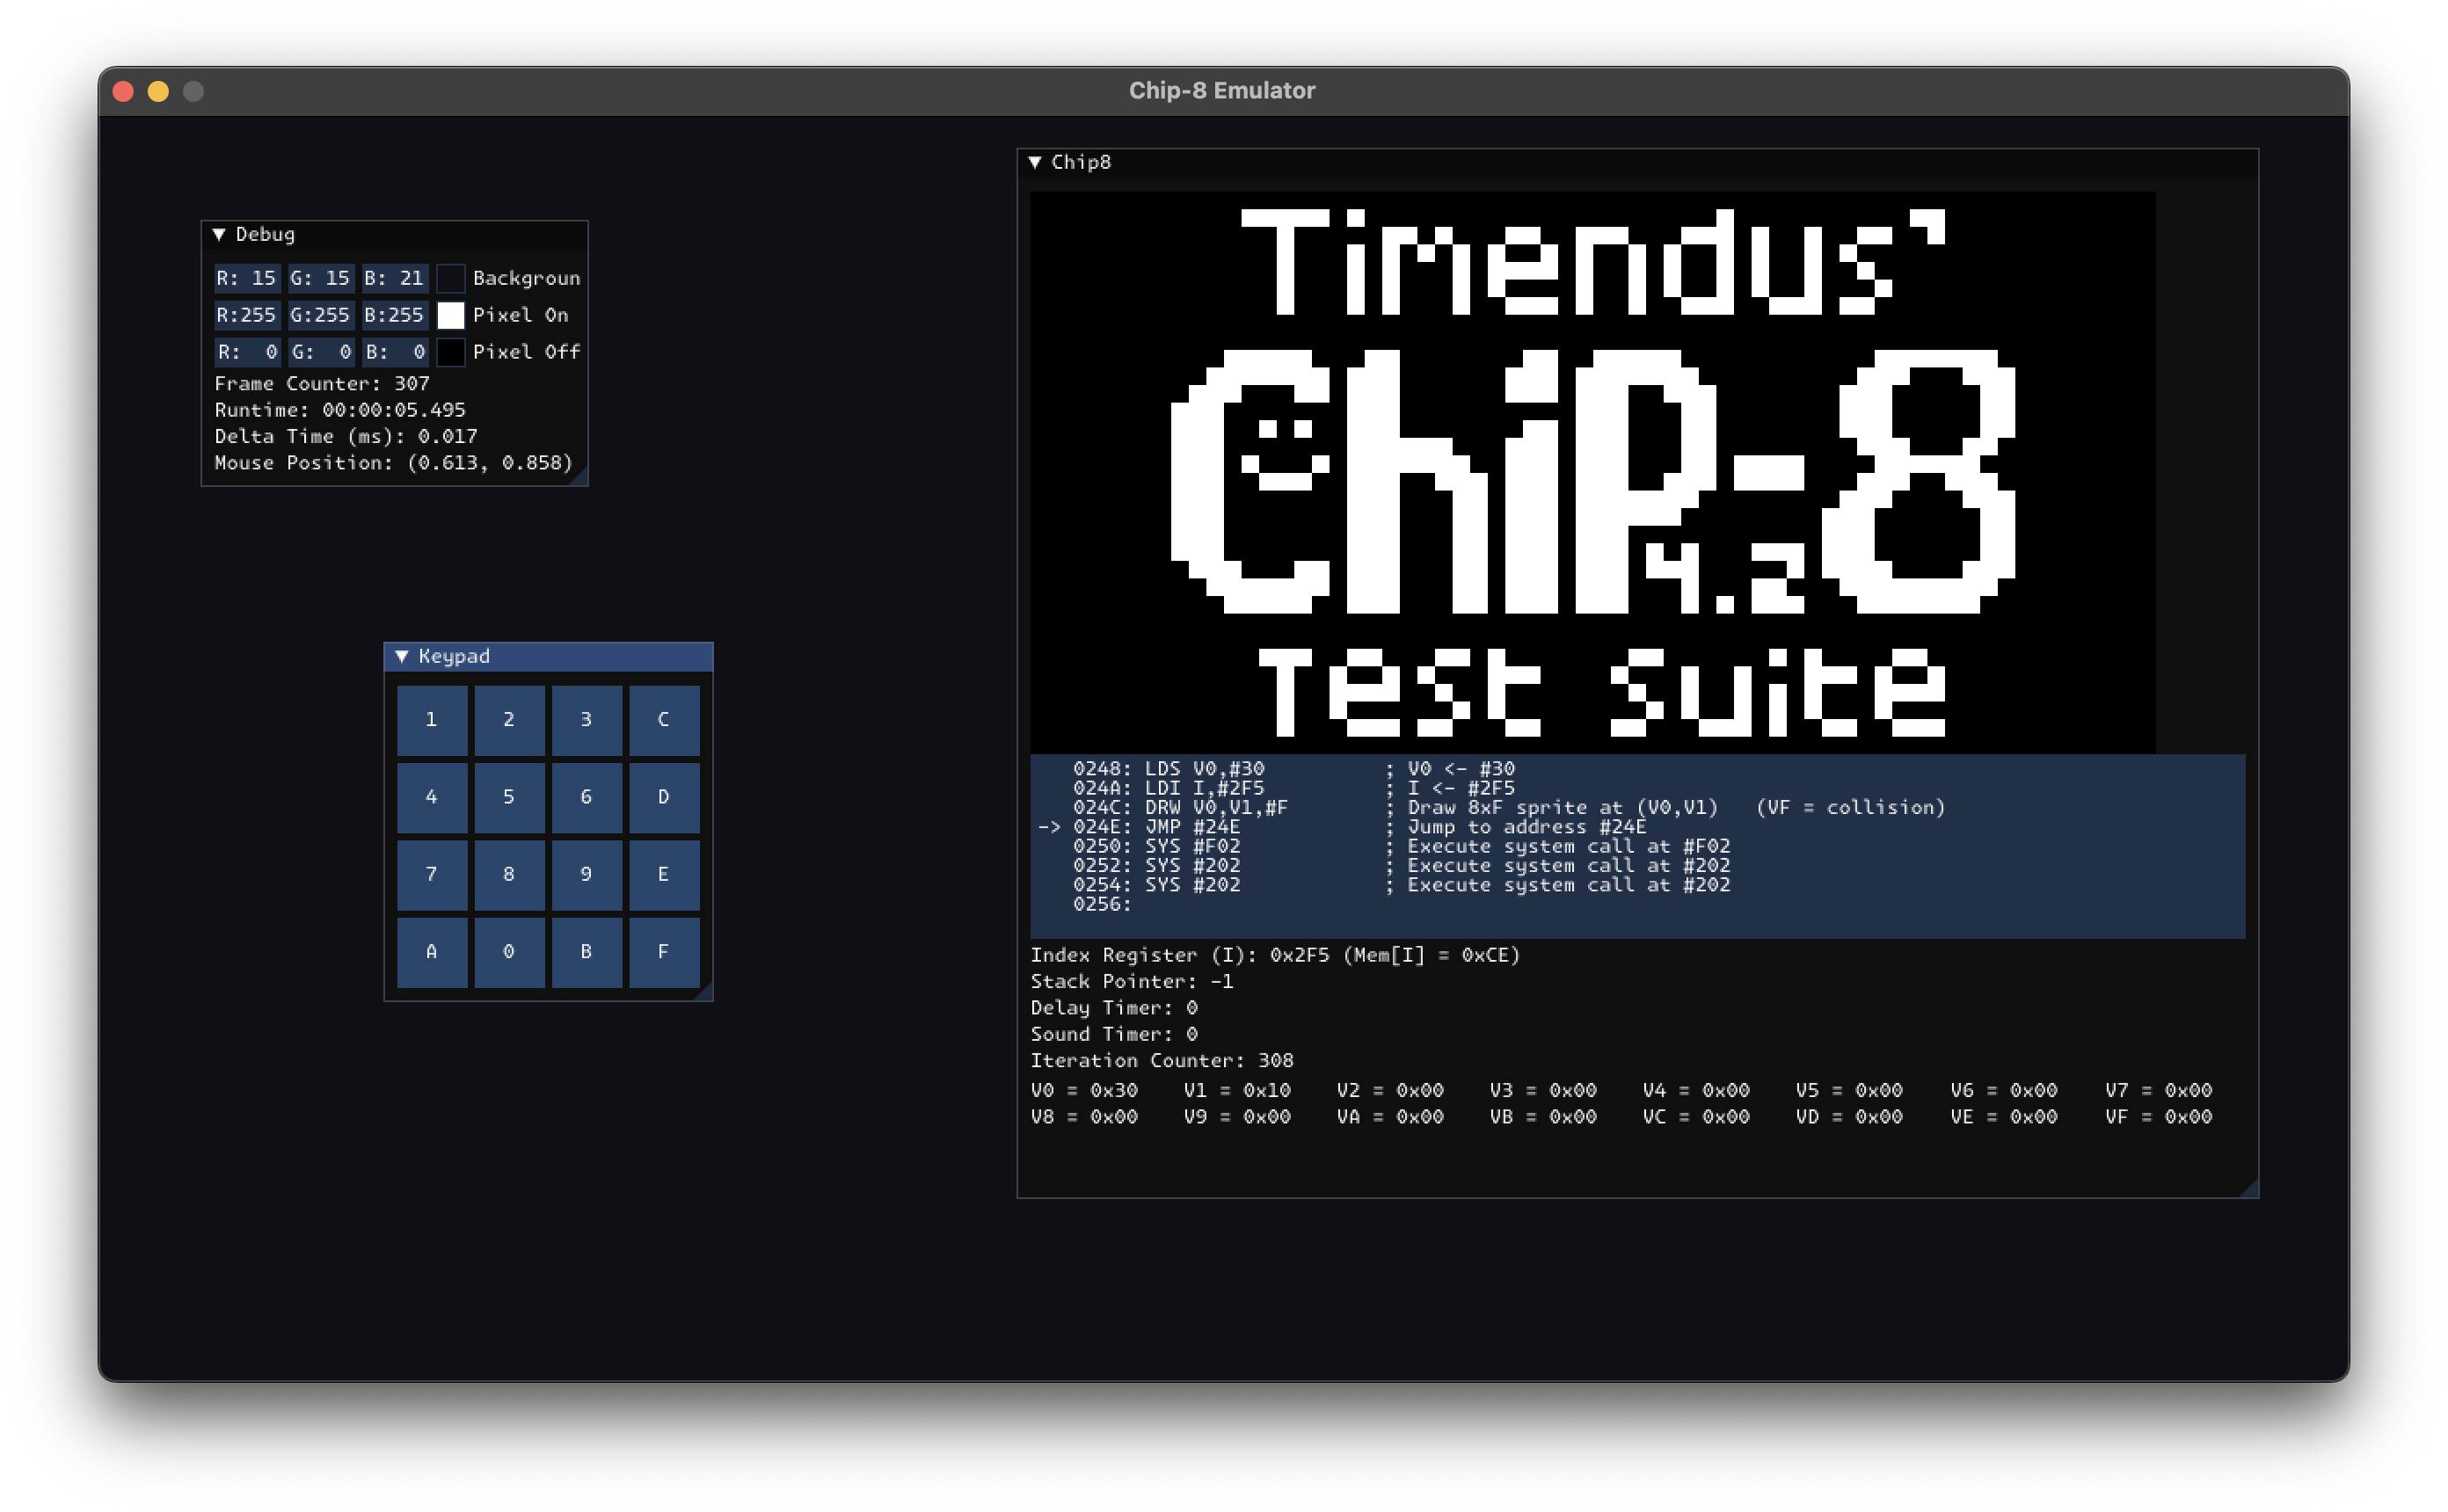 Chip-8 Emulator
▼ Debug
R: 15 G: 15 B: 21 Backgroun
R:255 G:255 B:255 Pixel On
R: 0 G: 0 B: 0 Pixel Off
Frame Counter: 307
Runtime: 00:00:05.495
Delta Time (ms): 0.017
Mouse Position: (0.613, 0.858)
▼ Keypad
1 2 3 C
4 5 6 D
7 8 9 E
A 0 B F
▼ Chip8
Timendus'
ChiP-8
4.2
Test suite
0248: LDS V0,#30 ; V0 <- #30
024A: LDI I,#2F5 ; I <- #2F5
024C: DRW V0,V1,#F ; Draw 8xF sprite at (V0,V1) (VF = collision)
-> 024E: JMP #24E ; Jump to address #24E
0250: SYS #F02 ; Execute system call at #F02
0252: SYS #202 ; Execute system call at #202
0254: SYS #202 ; Execute system call at #202
0256:
Index Register (I): 0x2F5 (Mem[I] = 0xCE)
Stack Pointer: -1
Delay Timer: 0
Sound Timer: 0
Iteration Counter: 308
V0 = 0x30 V1 = 0x10 V2 = 0x00 V3 = 0x00 V4 = 0x00 V5 = 0x00 V6 = 0x00 V7 = 0x00
V8 = 0x00 V9 = 0x00 VA = 0x00 VB = 0x00 VC = 0x00 VD = 0x00 VE = 0x00 VF = 0x00